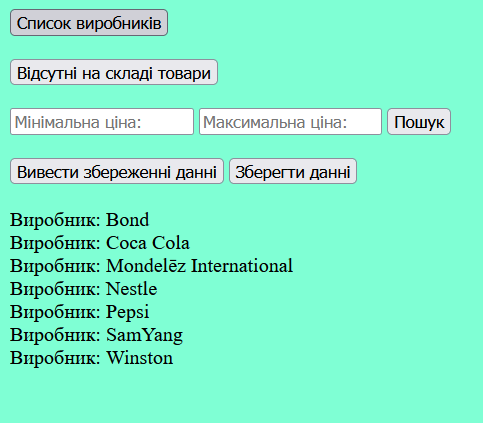 Список виробників
Відсутні на складі товари
Мінімальна ціна: Максимальна ціна: Пошук
Вивести збереженні данні Зберегти данні
Виробник: Bond
Виробник: Coca Cola
Виробник: Mondelēz International
Виробник: Nestle
Виробник: Pepsi
Виробник: SamYang
Виробник: Winston